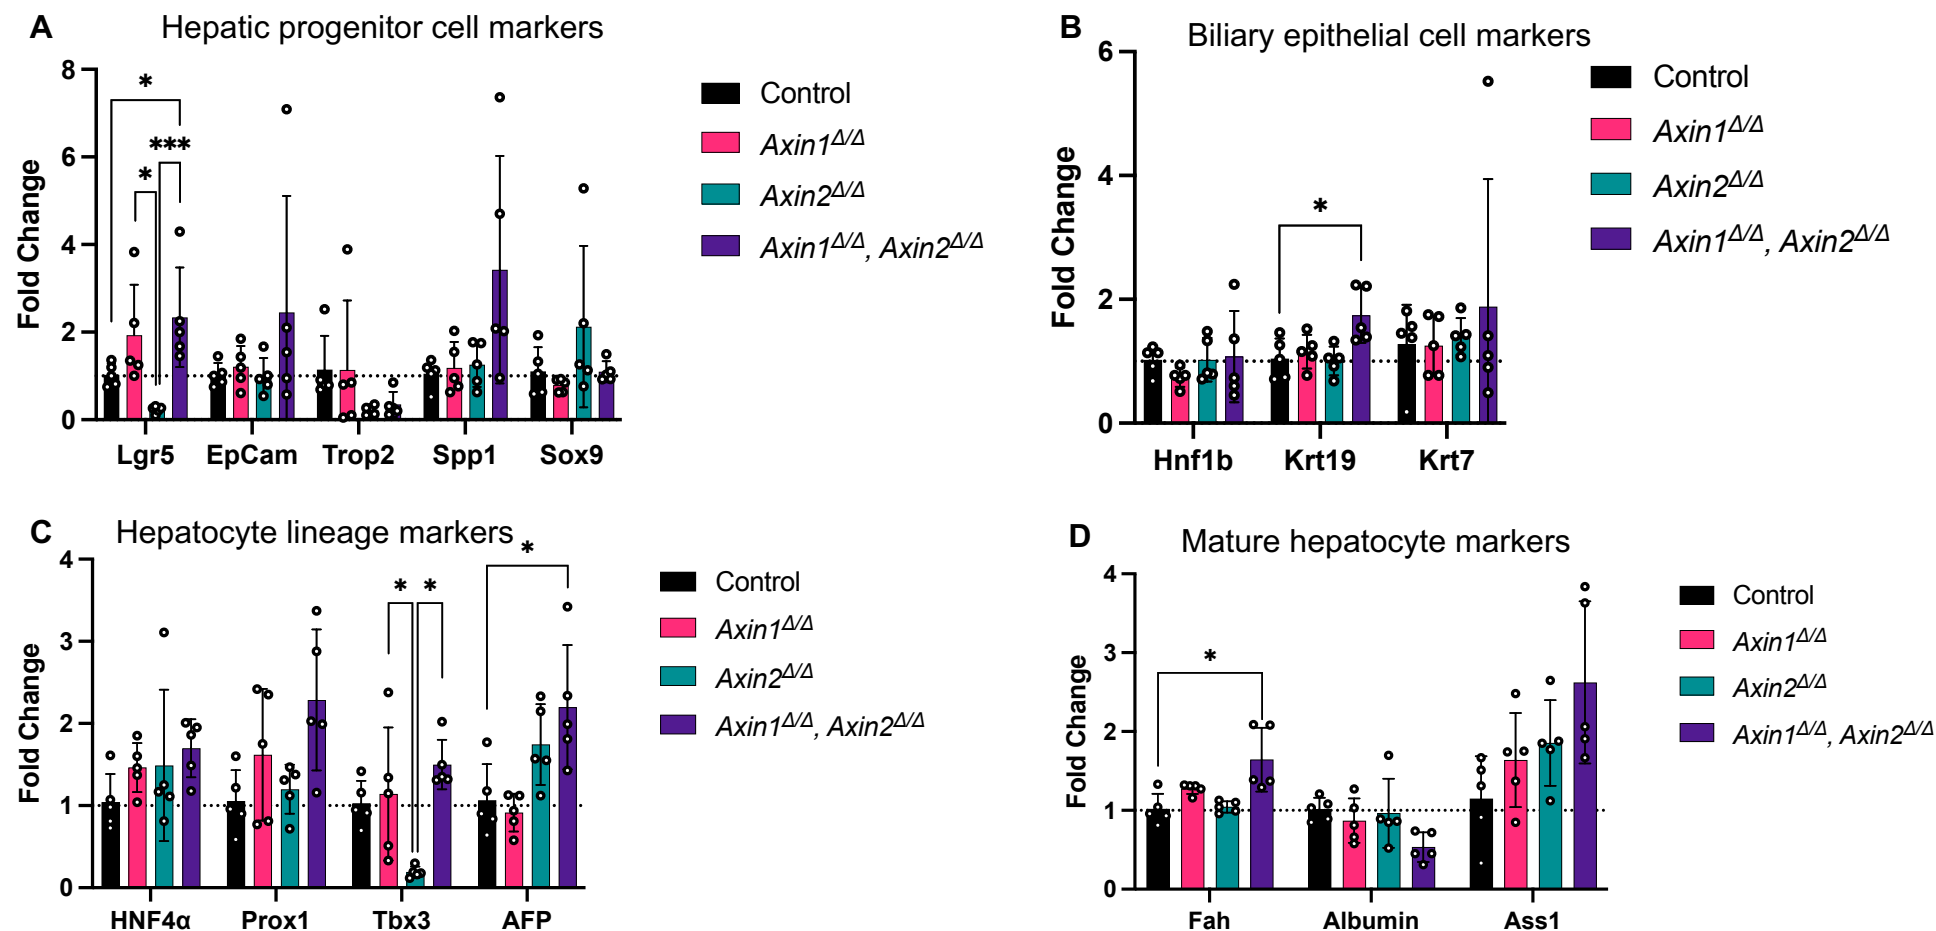 A Hepatic progenitor cell markers
Fold Change
8
6
4
2
0
*
***
*
Lgr5 EpCam Trop2 Spp1 Sox9
Control
Axin1Δ/Δ
Axin2Δ/Δ
Axin1Δ/Δ, Axin2Δ/Δ
B Biliary epithelial cell markers
Fold Change
6
4
2
0
*
Hnf1b Krt19 Krt7
Control
Axin1Δ/Δ
Axin2Δ/Δ
Axin1Δ/Δ, Axin2Δ/Δ
C Hepatocyte lineage markers
Fold Change
4
3
2
1
0
* * *
HNF4α Prox1 Tbx3 AFP
Control
Axin1Δ/Δ
Axin2Δ/Δ
Axin1Δ/Δ, Axin2Δ/Δ
D Mature hepatocyte markers
Fold Change
4
3
2
1
0
*
Fah Albumin Ass1
Control
Axin1Δ/Δ
Axin2Δ/Δ
Axin1Δ/Δ, Axin2Δ/Δ